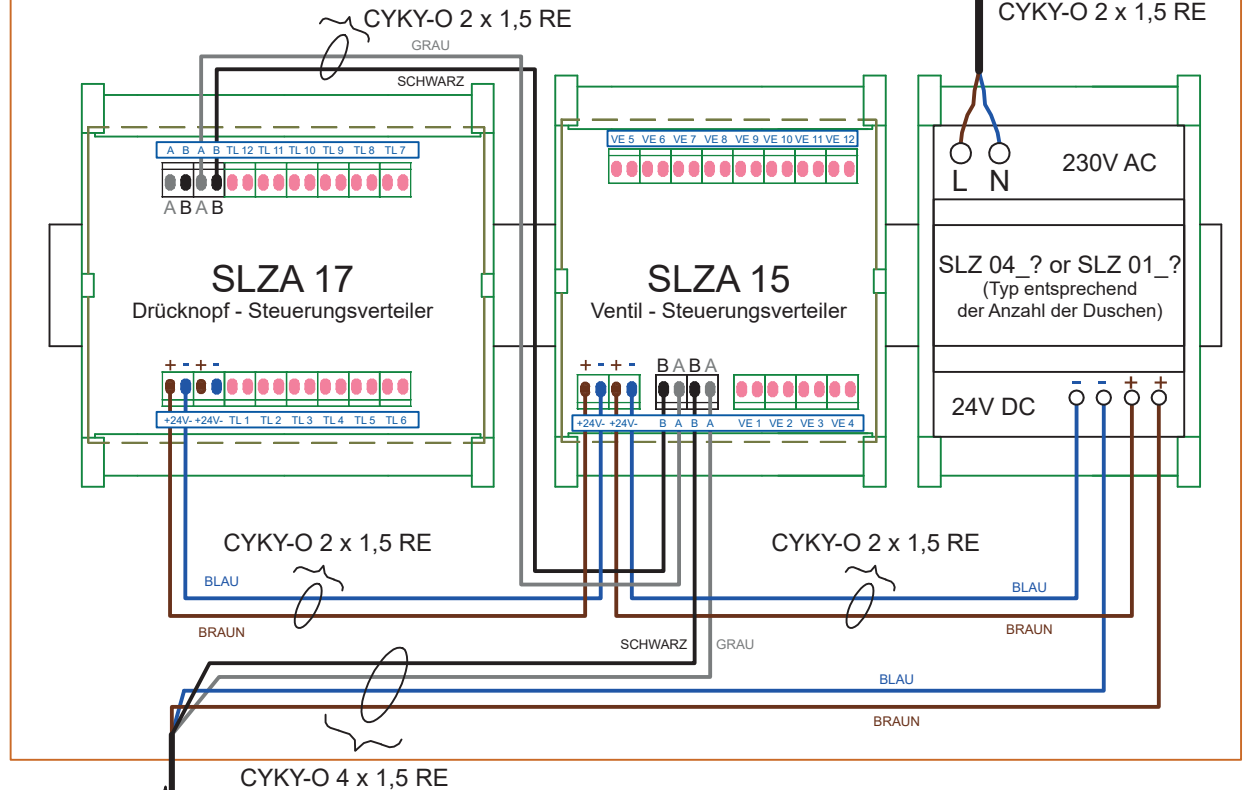 CYKY-O 2 x 1,5 RE
CYKY-O 2 x 1,5 RE
GRAU
SCHWARZ
A B A B TL 12 TL 11 TL 10 TL 9 TL 8 TL 7
A B A B
SLZA 17
Drücknopf - Steuerungsverteiler
+ - + -
+24V- +24V- TL 1 TL 2 TL 3 TL 4 TL 5 TL 6
VE 5 VE 6 VE 7 VE 8 VE 9 VE 10 VE 11 VE 12
SLZA 15
Ventil - Steuerungsverteiler
+ - + - B A B A
+24V- +24V- B A B A VE 1 VE 2 VE 3 VE 4
L N
230V AC
SLZ 04_? or SLZ 01_?
(Typ entsprechend
der Anzahl der Duschen)
24V DC
- - + +
CYKY-O 2 x 1,5 RE
BLAU
BRAUN
CYKY-O 2 x 1,5 RE
BLAU
BRAUN
SCHWARZ
GRAU
BLAU
BRAUN
CYKY-O 4 x 1,5 RE